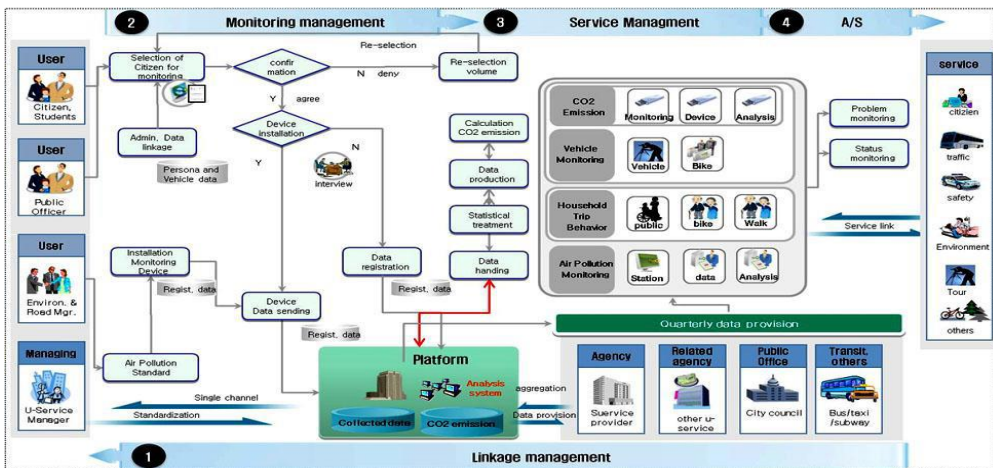 2
Monitoring management
3
Service Managment
4
A/S
User
Citizen,
Students
User
Public
Officer
User
Environ. &
Road Mgr.
Managing
U-Service
Manager
Selection of
Citizen for
monitoring
confir
mation
Re-selection
N deny
Re-selection
volume
Y agree
Admin, Data
linkage
Persona and
Vehicle data
Device
installation
Y
N
interview
Calculation
CO2 emission
Data
production
Statistical
treatment
Data
handing
Data
registration
Regist, data
Installation
Monitoring
Device
Regist, data
Device
Data sending
Regist, data
Air Pollution
Standard
CO2
Emission
Monitoring
Device
Analysis
Vehicle
Monitoring
Vehicle
Bike
Household
Trip
Behavior
public
bike
Walk
Air Pollution
Monitoring
Station
data
Analysis
Problem
monitoring
Status
monitoring
Service link
service
citizien
traffic
safety
Environment
Tour
others
Quarterly data provision
Platform
Analysis
system
Collected data
CO2 emission
Single channel
Standardization
aggregation
Data provision
Agency
Suervice
provider
Related
agency
other u-
service
Public
Office
City council
Transit,
others
Bus/taxi
/subway
1
Linkage management